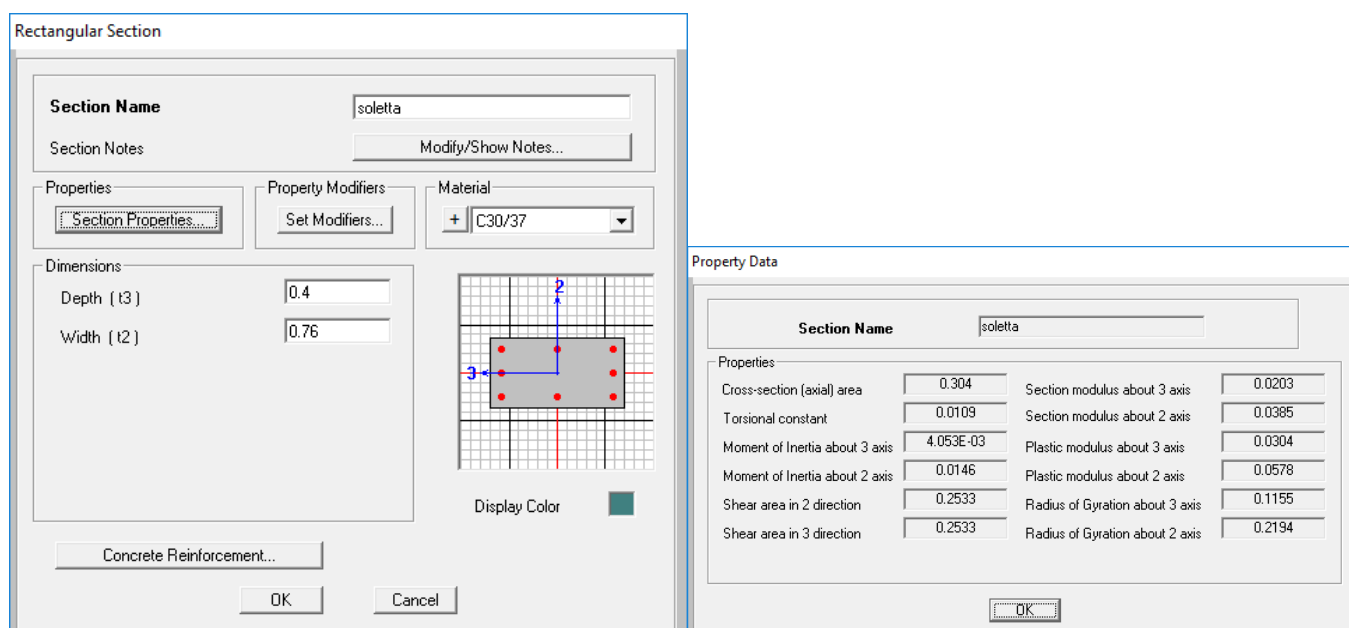 Rectangular Section
Section Name soletta
Section Notes Modify/Show Notes...
Properties Property Modifiers Material
Section Properties... Set Modifiers... + C30/37
Dimensions
Depth ( t3 ) 0.4
Width ( t2 ) 0.76
2
3
Display Color
Concrete Reinforcement...
OK Cancel
Property Data
Section Name soletta
Properties
Cross-section (axial) area 0.304 Section modulus about 3 axis 0.0203
Torsional constant 0.0109 Section modulus about 2 axis 0.0385
Moment of Inertia about 3 axis 4.053E-03 Plastic modulus about 3 axis 0.0304
Moment of Inertia about 2 axis 0.0146 Plastic modulus about 2 axis 0.0578
Shear area in 2 direction 0.2533 Radius of Gyration about 3 axis 0.1155
Shear area in 3 direction 0.2533 Radius of Gyration about 2 axis 0.2194
OK